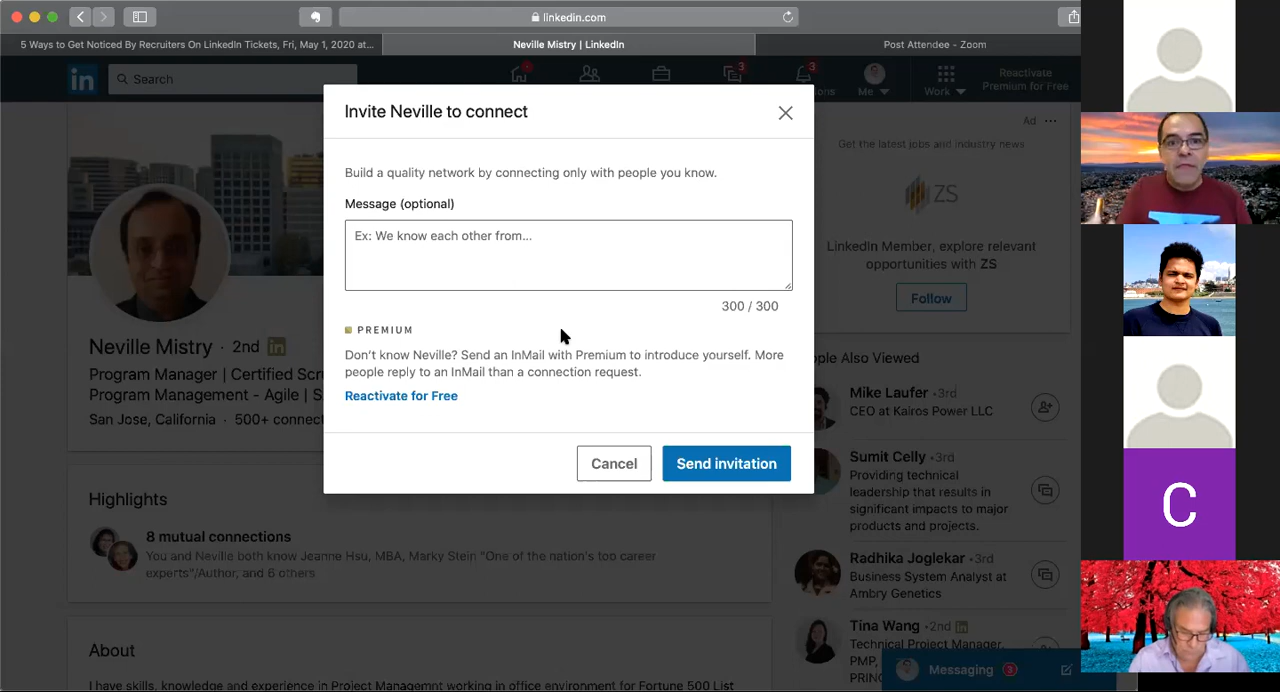 linkedin.com
5 Ways to Get Noticed By Recruiters On LinkedIn Tickets, Fri, May 1, 2020 at...
Neville Mistry | LinkedIn
Post Attendee - Zoom
in
Search
3
3
Me
Work
Reactivate
Premium for Free
Invite Neville to connect
Build a quality network by connecting only with people you know.
Message (optional)
Ex: We know each other from...
300 / 300
PREMIUM
Don't know Neville? Send an InMail with Premium to introduce yourself. More
people reply to an InMail than a connection request.
Reactivate for Free
Cancel
Send invitation
Neville Mistry · 2nd in
Program Manager | Certified Scr
Program Management - Agile | S
San Jose, California · 500+ connect
Highlights
8 mutual connections
You and Neville both know Jeanne Hsu, MBA, Marky Stein "One of the nation's top career
experts"/Author, and 6 others
About
I have skills, knowledge and experience in Project Managemnt working in office environment for Fortune 500 List
Ad ...
Get the latest jobs and industry news
ZS
LinkedIn Member, explore relevant
opportunities with ZS
Follow
ople Also Viewed
Mike Laufer · 3rd
CEO at Kairos Power LLC
Sumit Celly · 3rd
Providing technical
leadership that results in
significant impacts to major
products and projects.
Radhika Joglekar · 3rd
Business System Analyst at
Ambry Genetics
Tina Wang · 2nd in
Technical Project Manager,
PMP,
Messaging 3
C